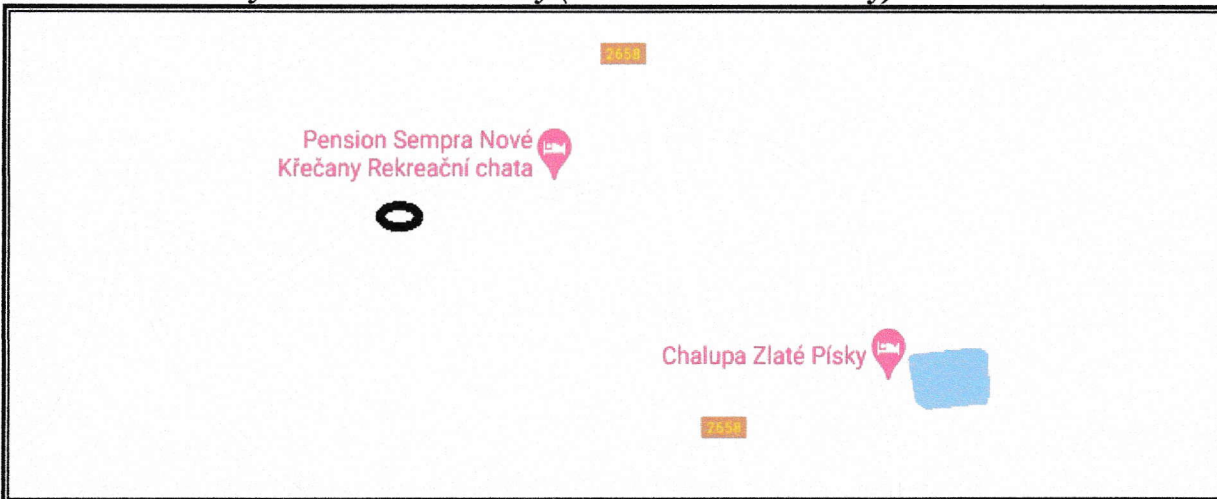 2658
Pension Sempra Nové
Křečany Rekreační chata
Chalupa Zlaté Písky
2658